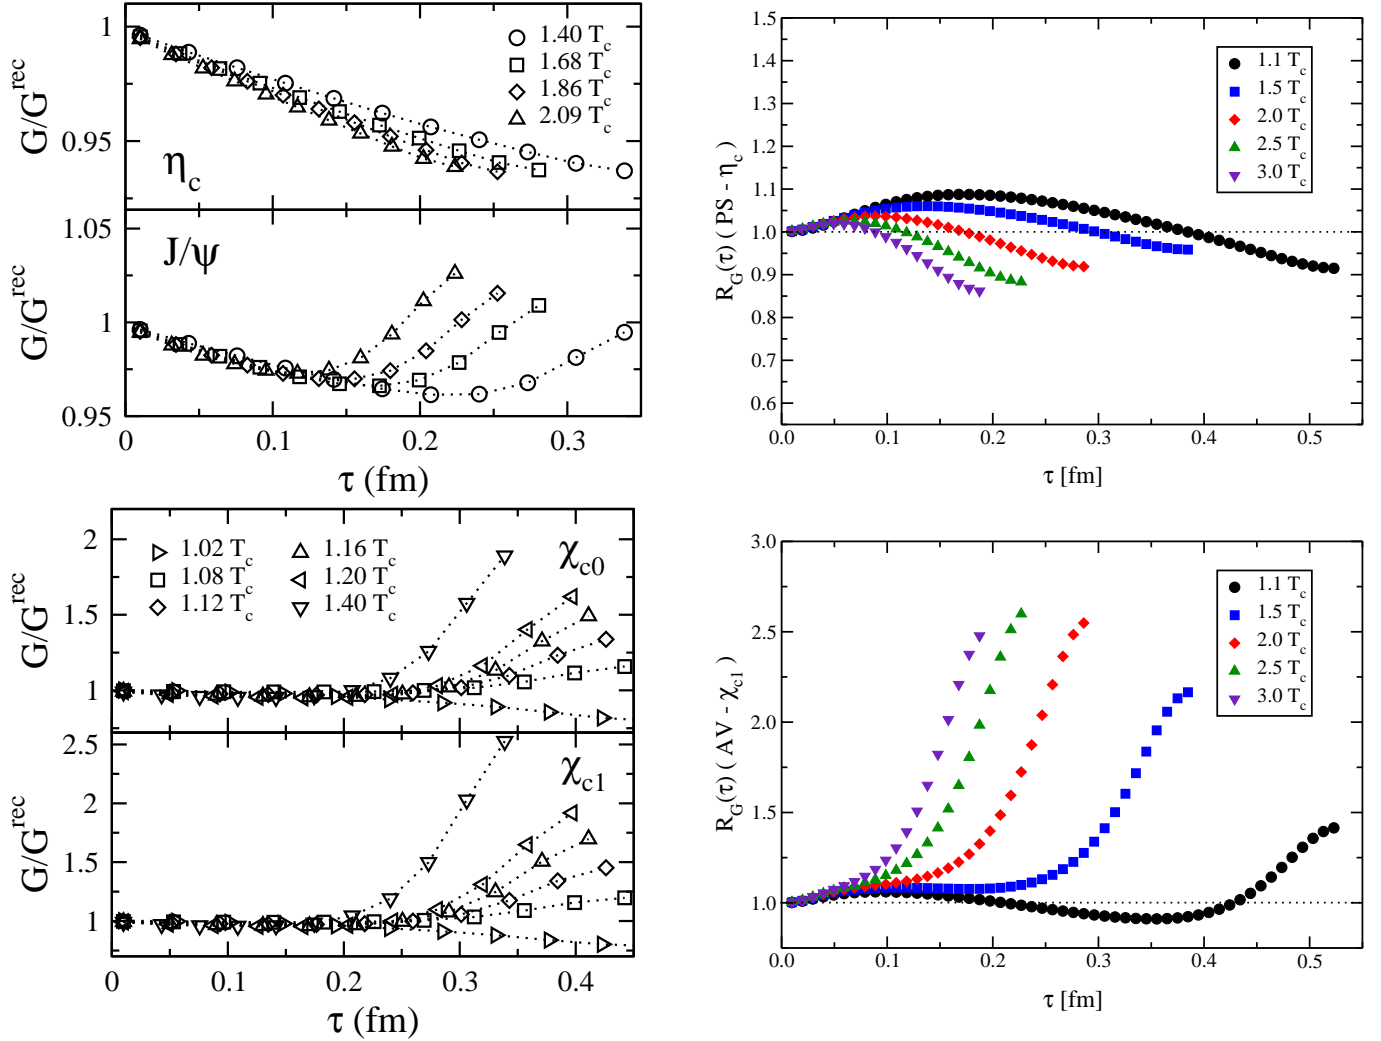 G/G^rec
1
0.95
η_c
1.40 T_c
1.68 T_c
1.86 T_c
2.09 T_c
G/G^rec
1.05
1
0.95
J/ψ
0 0.1 0.2 0.3
τ (fm)
R_G(τ) ( PS - η_c )
1.5
1.4
1.3
1.2
1.1
1.0
0.9
0.8
0.7
0.6
1.1 T_c
1.5 T_c
2.0 T_c
2.5 T_c
3.0 T_c
0.0 0.1 0.2 0.3 0.4 0.5
τ [fm]
G/G^rec
2
1.5
1
1.02 T_c
1.08 T_c
1.12 T_c
1.16 T_c
1.20 T_c
1.40 T_c
χ_c0
G/G^rec
2.5
2
1.5
1
χ_c1
0 0.1 0.2 0.3 0.4
τ (fm)
R_G(τ) ( AV - χ_c1 )
3.0
2.5
2.0
1.5
1.0
1.1 T_c
1.5 T_c
2.0 T_c
2.5 T_c
3.0 T_c
0.0 0.1 0.2 0.3 0.4 0.5
τ [fm]